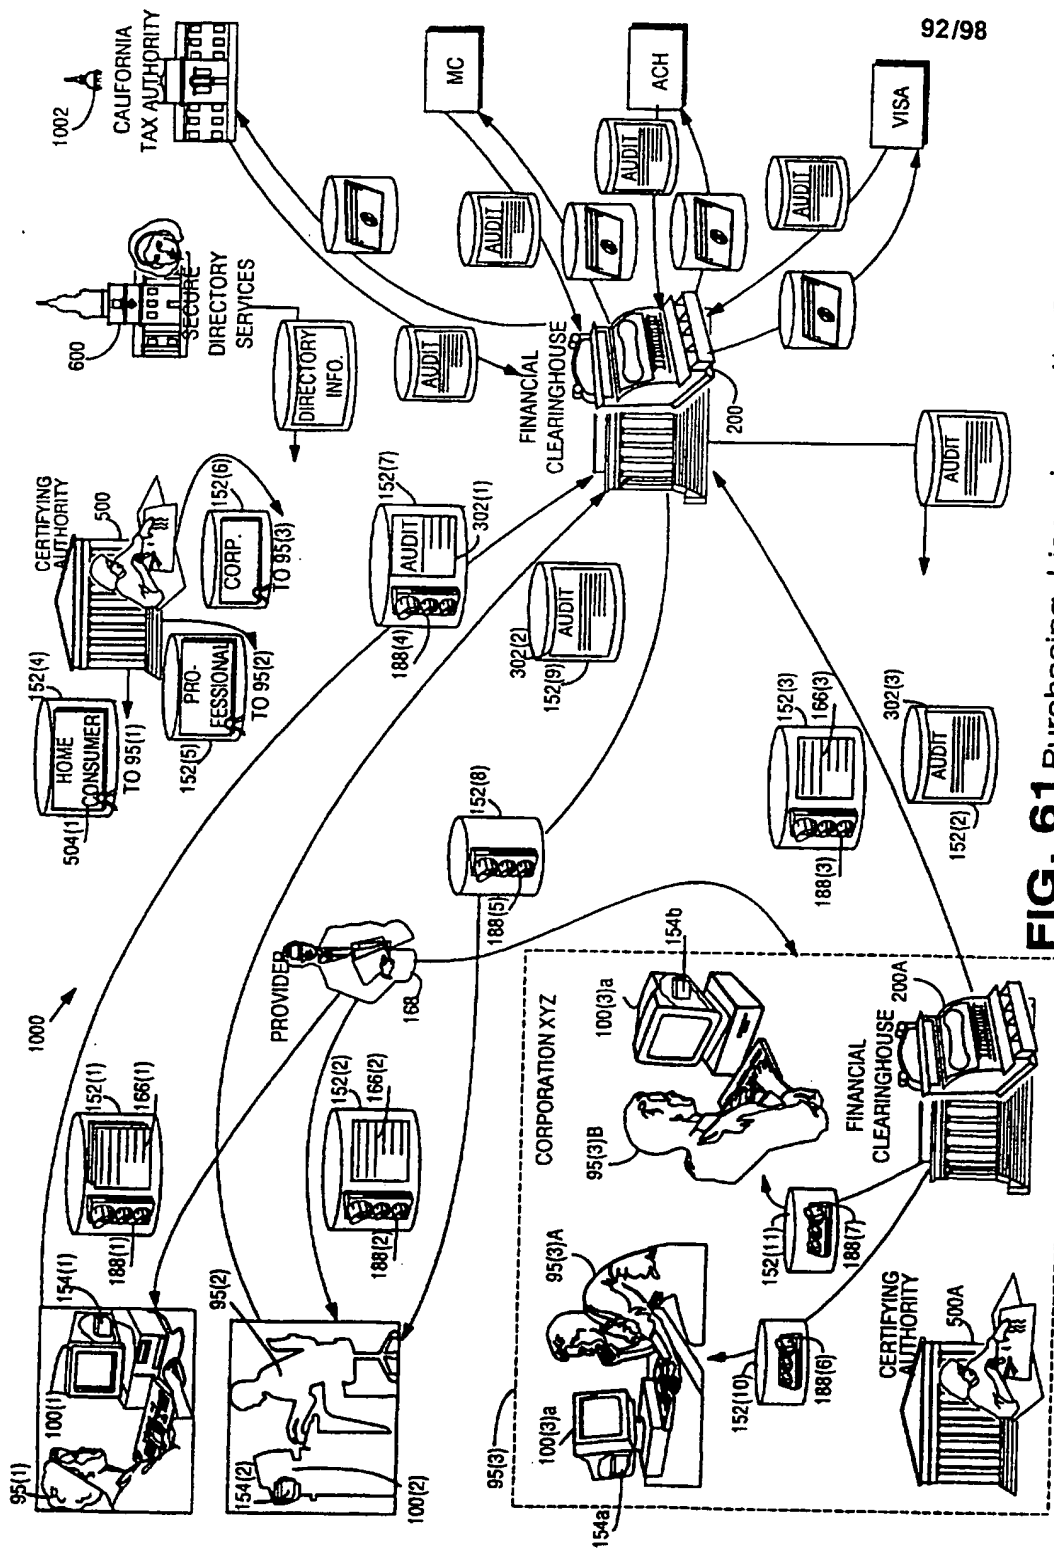 92/98
1000
CALIFORNIA
TAX AUTHORITY
1002
SECURE
DIRECTORY
SERVICES
600
DIRECTORY
INFO.
CERTIFYING
AUTHORITY
500
HOME
CONSUMER
152(4)
504(1)
TO 95(1)
PRO-
FESSIONAL
152(5)
TO 95(2)
CORP.
152(6)
TO 95(3)
MC
ACH
VISA
AUDIT
AUDIT
AUDIT
AUDIT
FINANCIAL
CLEARINGHOUSE
200
AUDIT
152(7)
302(1)
188(4)
AUDIT
302(2)
152(9)
AUDIT
152(8)
188(5)
PROVIDER
168
95(1)
100(1)
154(1)
152(1)
166(1)
188(1)
95(2)
154(2)
100(2)
152(2)
166(2)
188(2)
152(3)
166(3)
188(3)
AUDIT
302(3)
152(2)
95(3)
CORPORATION XYZ
100(3)a
154a
95(3)A
100(3)a
154b
95(3)B
152(10)
188(6)
152(11)
188(7)
FINANCIAL
CLEARINGHOUSE
200A
CERTIFYING
AUTHORITY
500A
FIG. 61 Purchasing, Licensing